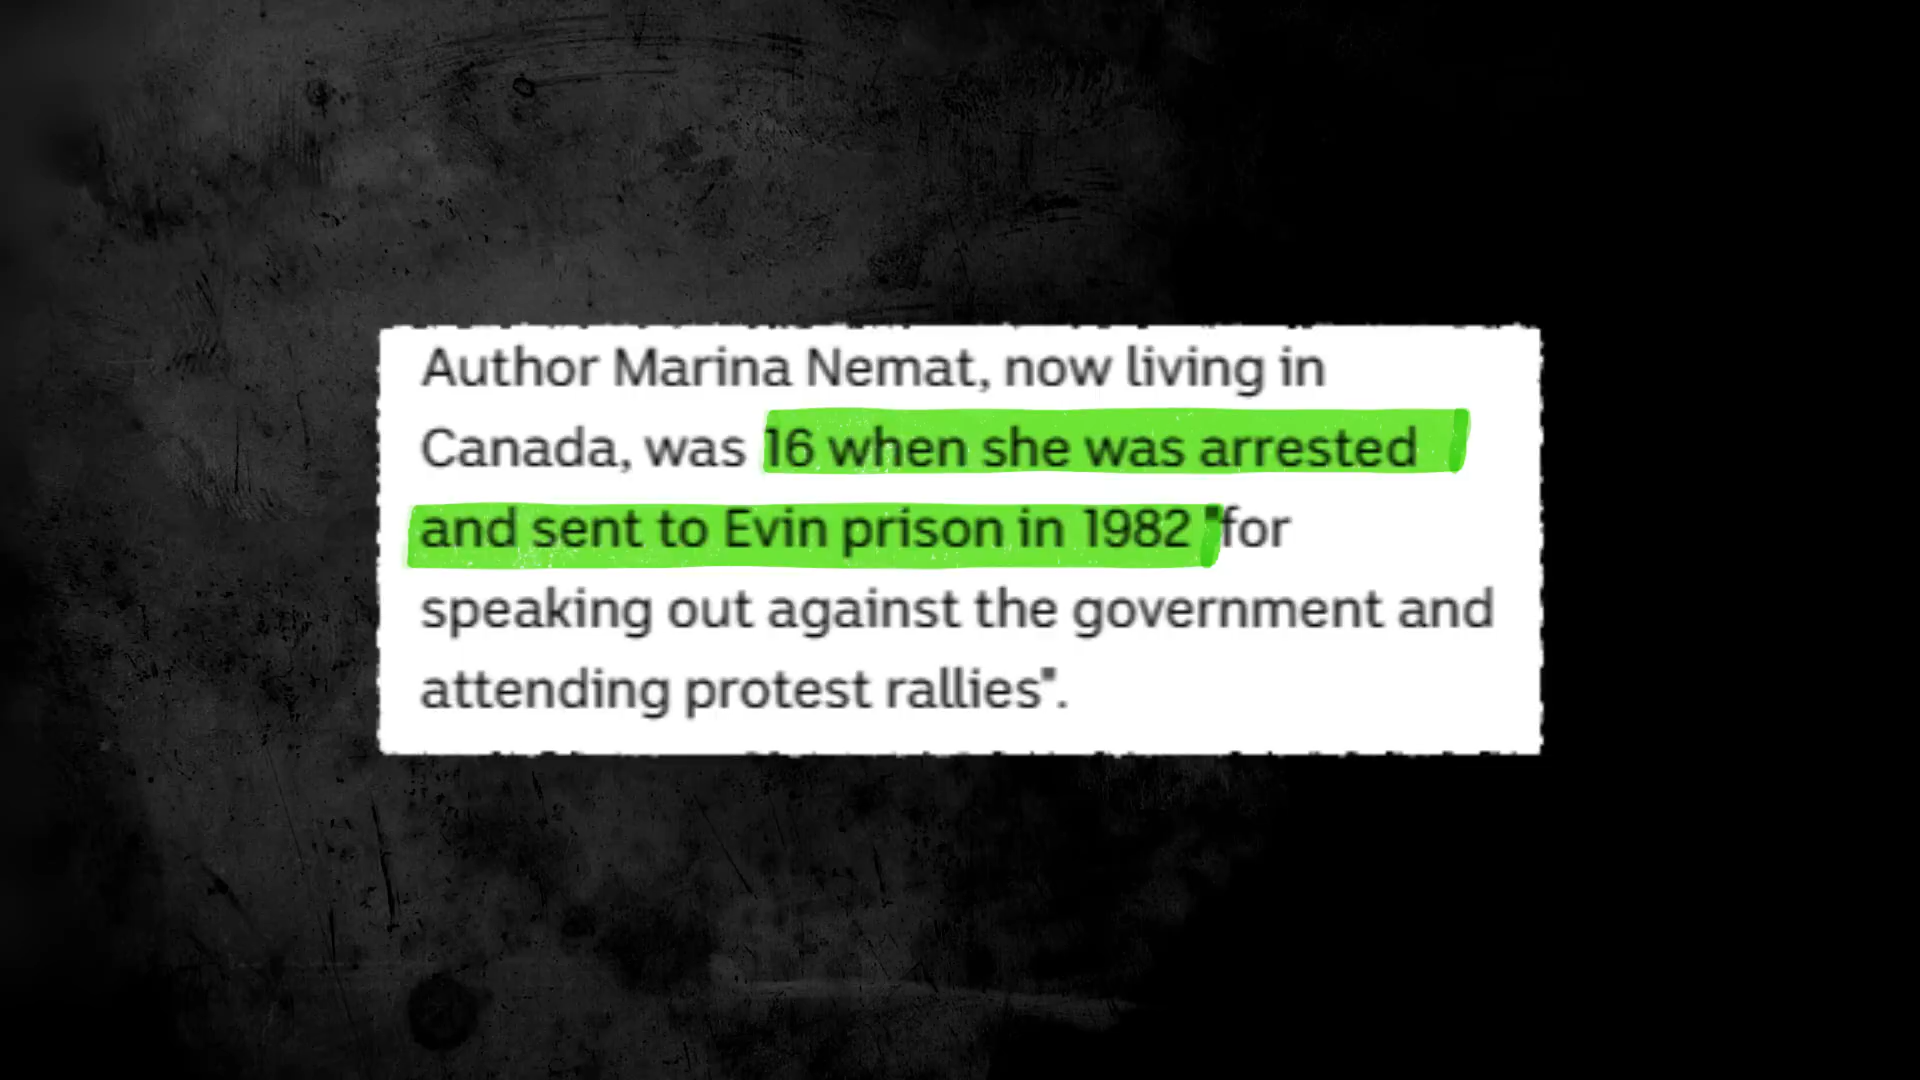 Author Marina Nemat, now living in
Canada, was 16 when she was arrested
and sent to Evin prison in 1982 "for
speaking out against the government and
attending protest rallies".